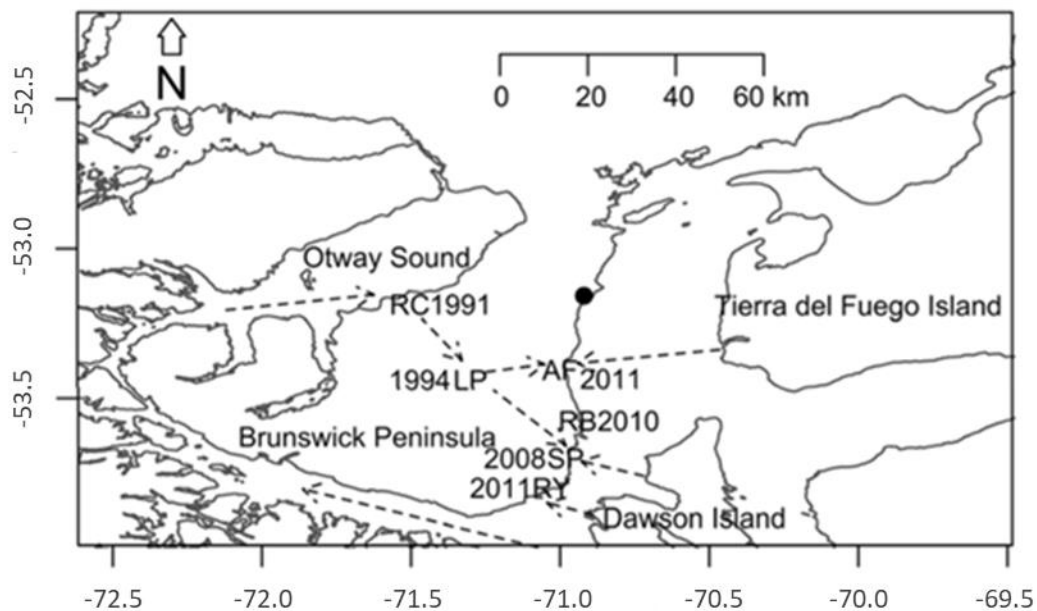 N
0 20 40 60 km
-52.5
-53.0
-53.5
Otway Sound
RC1991
Tierra del Fuego Island
1994LP
AF2011
RB2010
Brunswick Peninsula
2008SP
2011RY
Dawson Island
-72.5 -72.0 -71.5 -71.0 -70.5 -70.0 -69.5